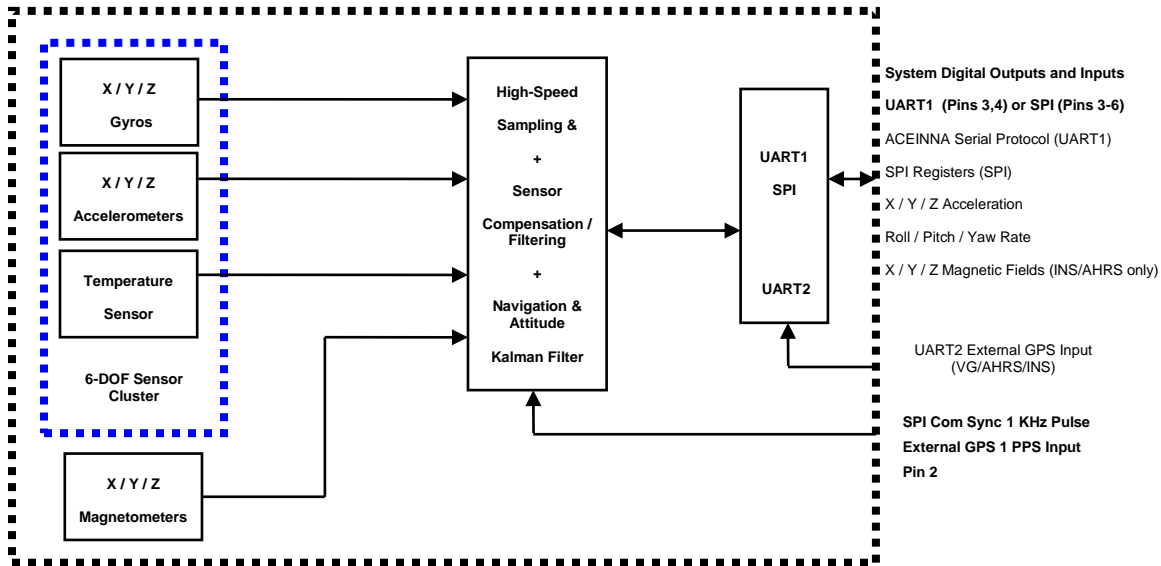 X / Y / Z
Gyros
X / Y / Z
Accelerometers
Temperature
Sensor
6-DOF Sensor
Cluster
X / Y / Z
Magnetometers
High-Speed
Sampling &
+
Sensor
Compensation /
Filtering
+
Navigation &
Attitude
Kalman Filter
UART1
SPI
UART2
System Digital Outputs and Inputs
UART1 (Pins 3,4) or SPI (Pins 3-6)
ACEINNA Serial Protocol (UART1)
SPI Registers (SPI)
X / Y / Z Acceleration
Roll / Pitch / Yaw Rate
X / Y / Z Magnetic Fields (INS/AHRS only)
UART2 External GPS Input
(VG/AHRS/INS)
SPI Com Sync 1 KHz Pulse
External GPS 1 PPS Input
Pin 2